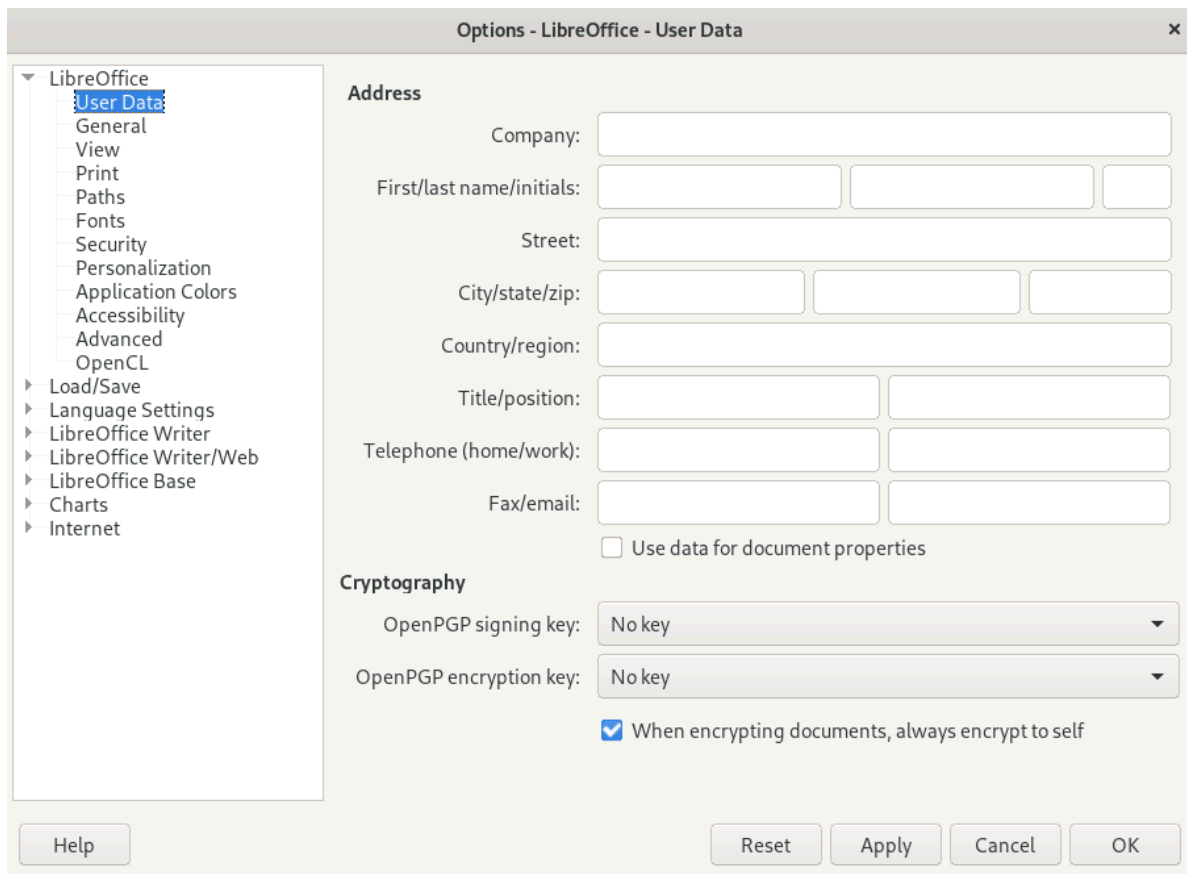 Options - LibreOffice - User Data
LibreOffice
User Data
General
View
Print
Paths
Fonts
Security
Personalization
Application Colors
Accessibility
Advanced
OpenCL
Load/Save
Language Settings
LibreOffice Writer
LibreOffice Writer/Web
LibreOffice Base
Charts
Internet
Address
Company:
First/last name/initials:
Street:
City/state/zip:
Country/region:
Title/position:
Telephone (home/work):
Fax/email:
Use data for document properties
Cryptography
OpenPGP signing key: No key
OpenPGP encryption key: No key
When encrypting documents, always encrypt to self
Help Reset Apply Cancel OK